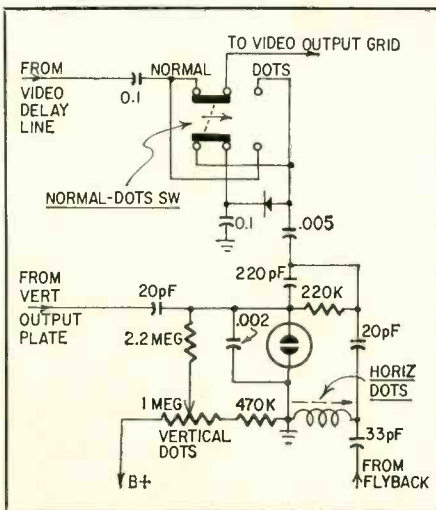 TO VIDEO OUTPUT GRID
FROM
VIDEO
DELAY
LINE
NORMAL
DOTS
0.1
NORMAL-DOTS SW
0.1
.005
FROM
VERT
OUTPUT
PLATE
20pF
220pF
220K
2.2 MEG
.002
20pF
HORIZ
DOTS
1 MEG
470K
VERTICAL
DOTS
33pF
B+
FROM
FLYBACK